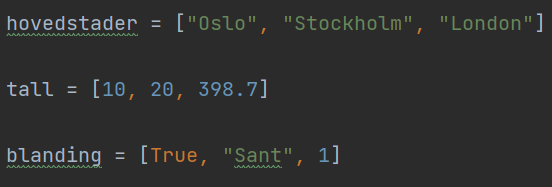 hovedstader = ["Oslo", "Stockholm", "London"]
tall = [10, 20, 398.7]
blanding = [True, "Sant", 1]